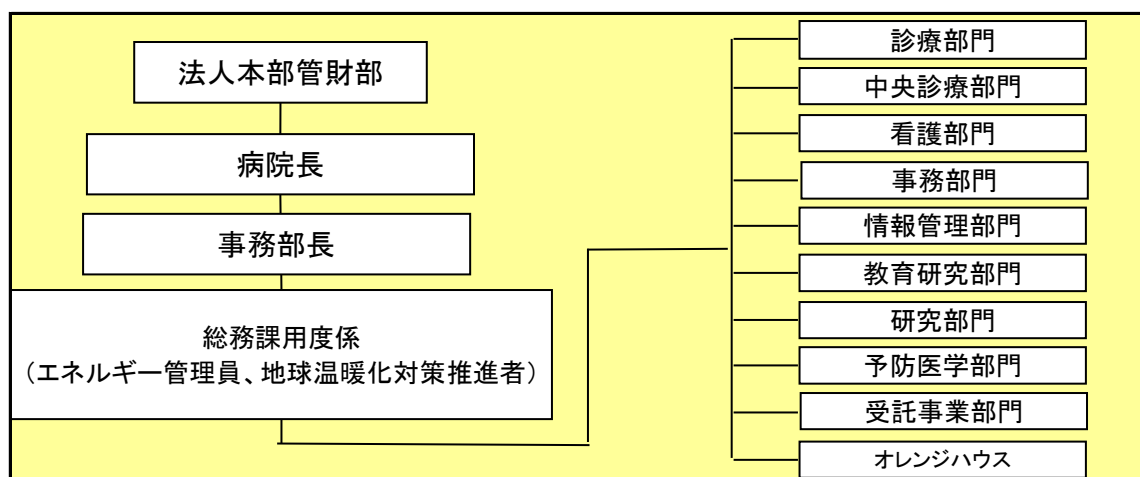 法人本部管財部
病院長
事務部長
総務課用度係
（エネルギー管理員、地球温暖化対策推進者）
診療部門
中央診療部門
看護部門
事務部門
情報管理部門
教育研究部門
研究部門
予防医学部門
受託事業部門
オレンジハウス